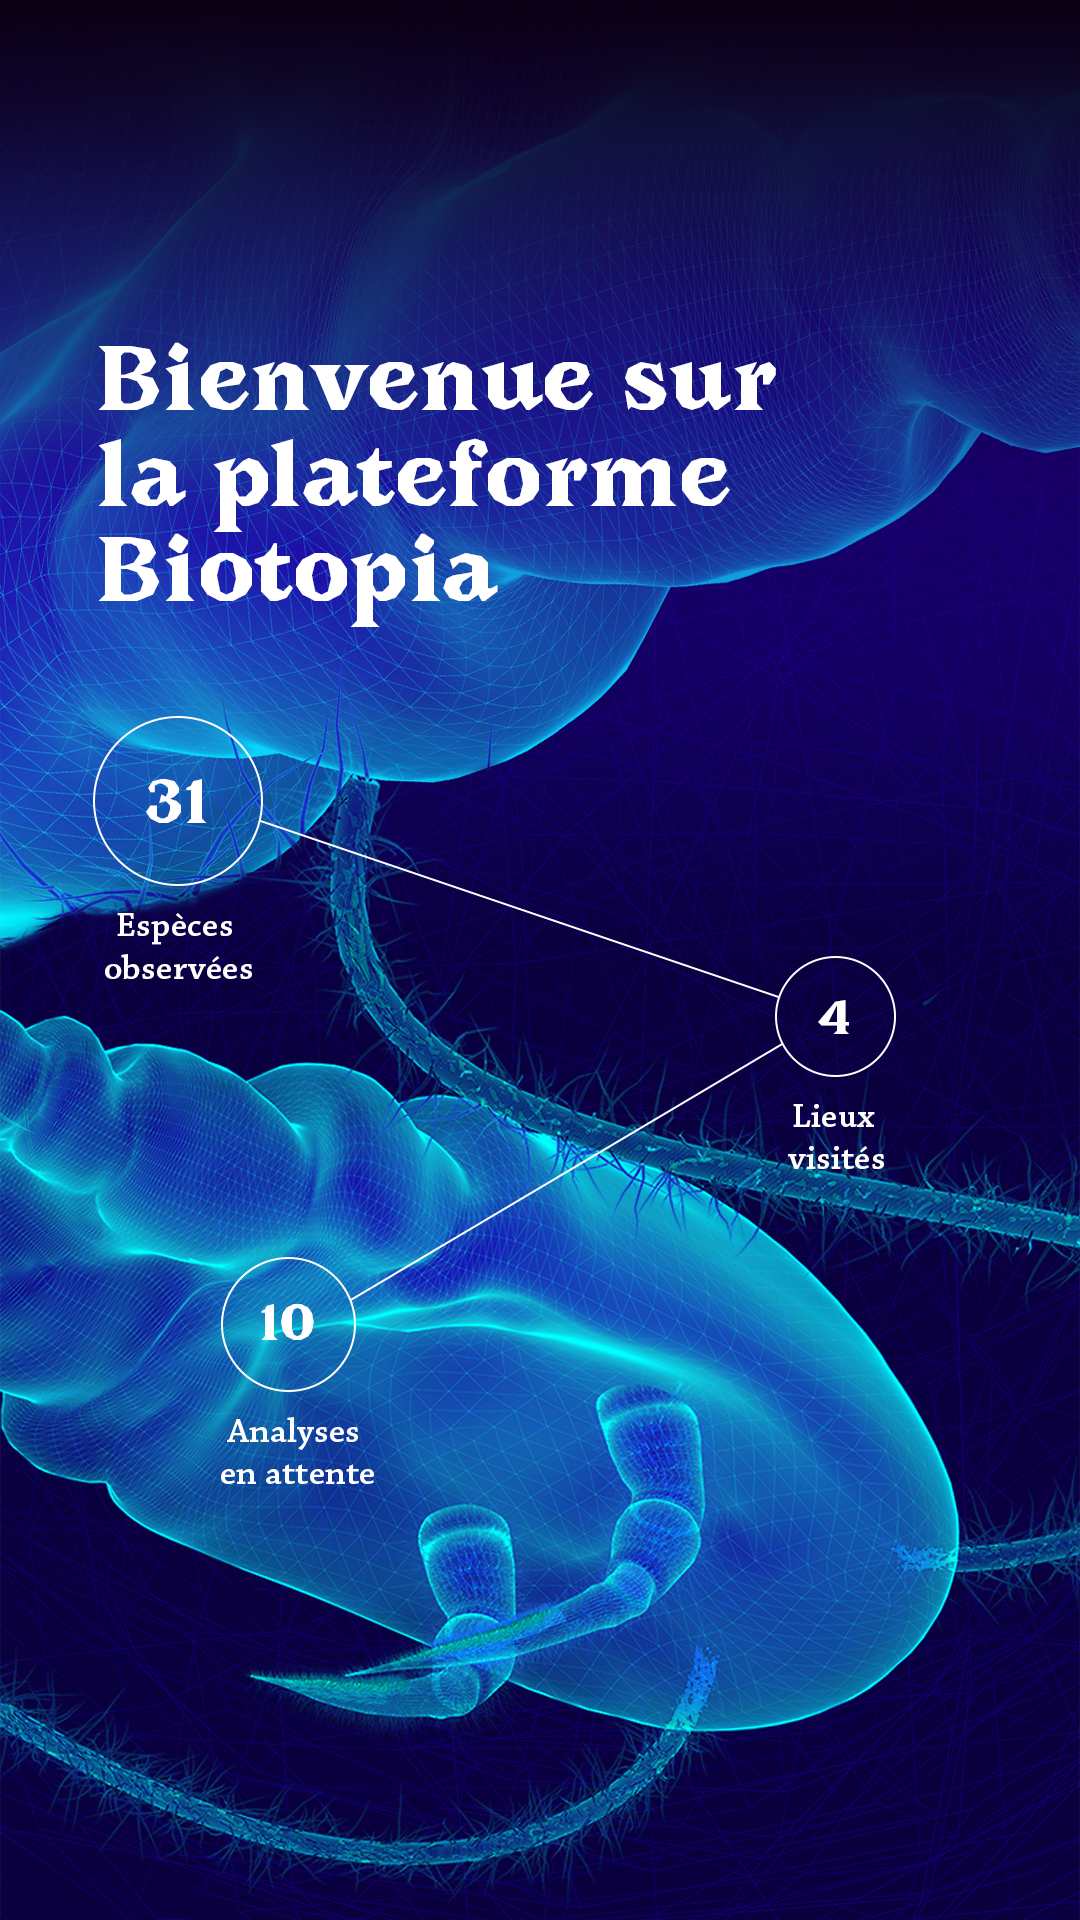 Bienvenue sur
la plateforme
Biotopia
31
Espèces
observées
4
Lieux
visités
10
Analyses
en attente